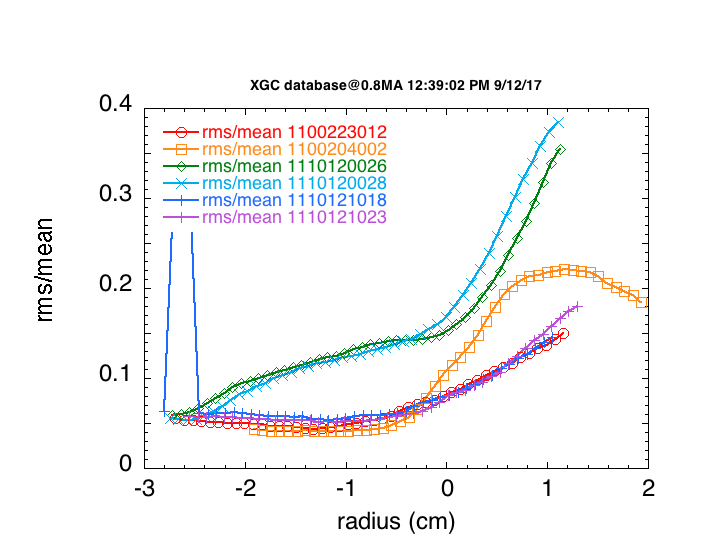 XGC database@0.8MA 12:39:02 PM 9/12/17
0.4
rms/mean 1100223012
rms/mean 1100204002
rms/mean 1110120026
rms/mean 1110120028
rms/mean 1110121018
rms/mean 1110121023
0.3
rms/mean
0.2
0.1
0
-3 -2 -1 0 1 2
radius (cm)